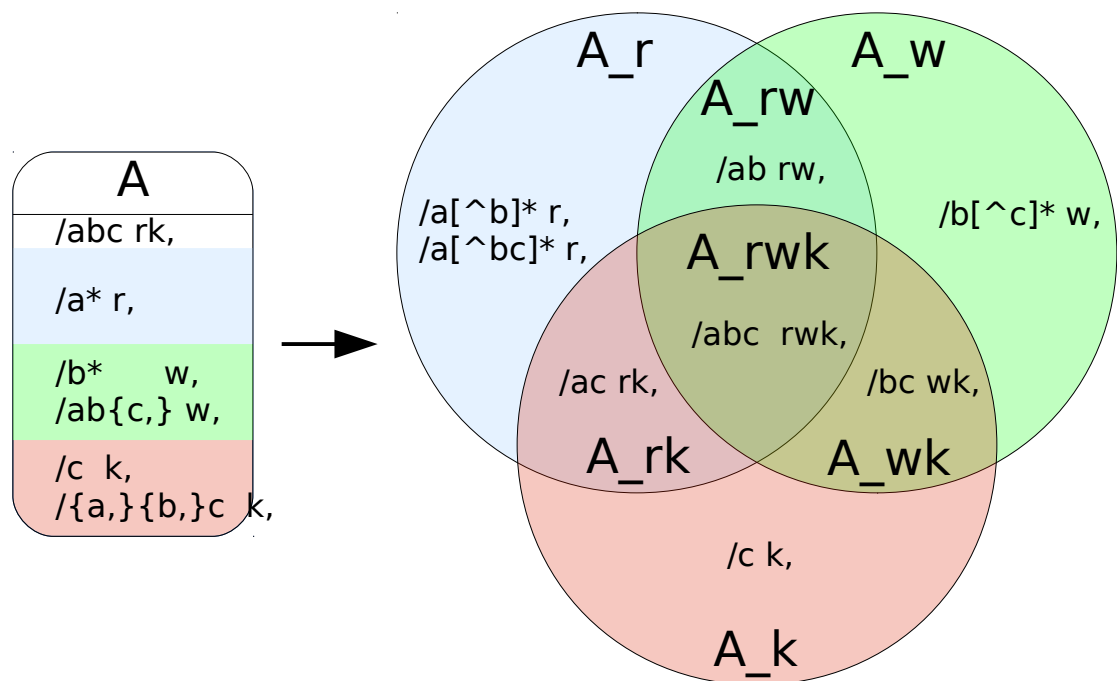 A
/abc rk,
/a* r,
/b* w,
/ab{c,} w,
/c k,
/{a,}{b,}c k,
A_r
A_w
A_rw
/ab rw,
/a[^b]* r,
/a[^bc]* r,
/b[^c]* w,
A_rwk
/abc rwk,
/ac rk,
/bc wk,
A_rk
A_wk
/c k,
A_k